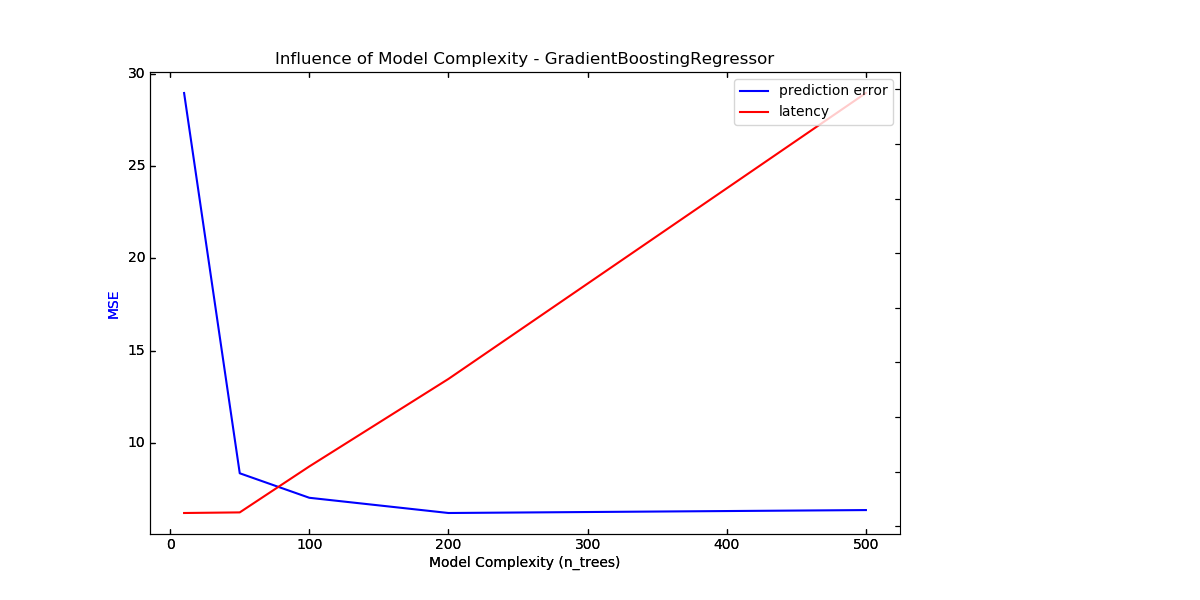 Influence of Model Complexity - GradientBoostingRegressor
prediction error
latency
30
25
20
15
10
MSE
0 100 200 300 400 500
Model Complexity (n_trees)